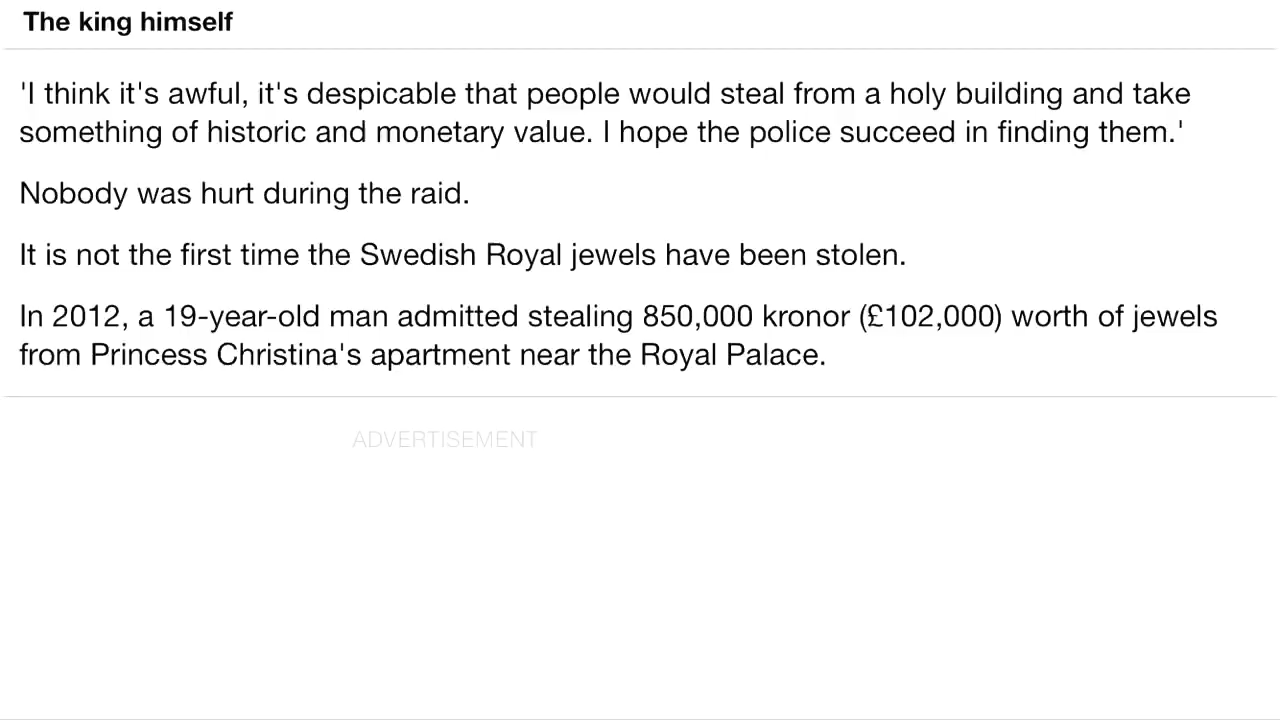 The king himself
'I think it's awful, it's despicable that people would steal from a holy building and take
something of historic and monetary value. I hope the police succeed in finding them.'
Nobody was hurt during the raid.
It is not the first time the Swedish Royal jewels have been stolen.
In 2012, a 19-year-old man admitted stealing 850,000 kronor (£102,000) worth of jewels
from Princess Christina's apartment near the Royal Palace.
ADVERTISEMENT